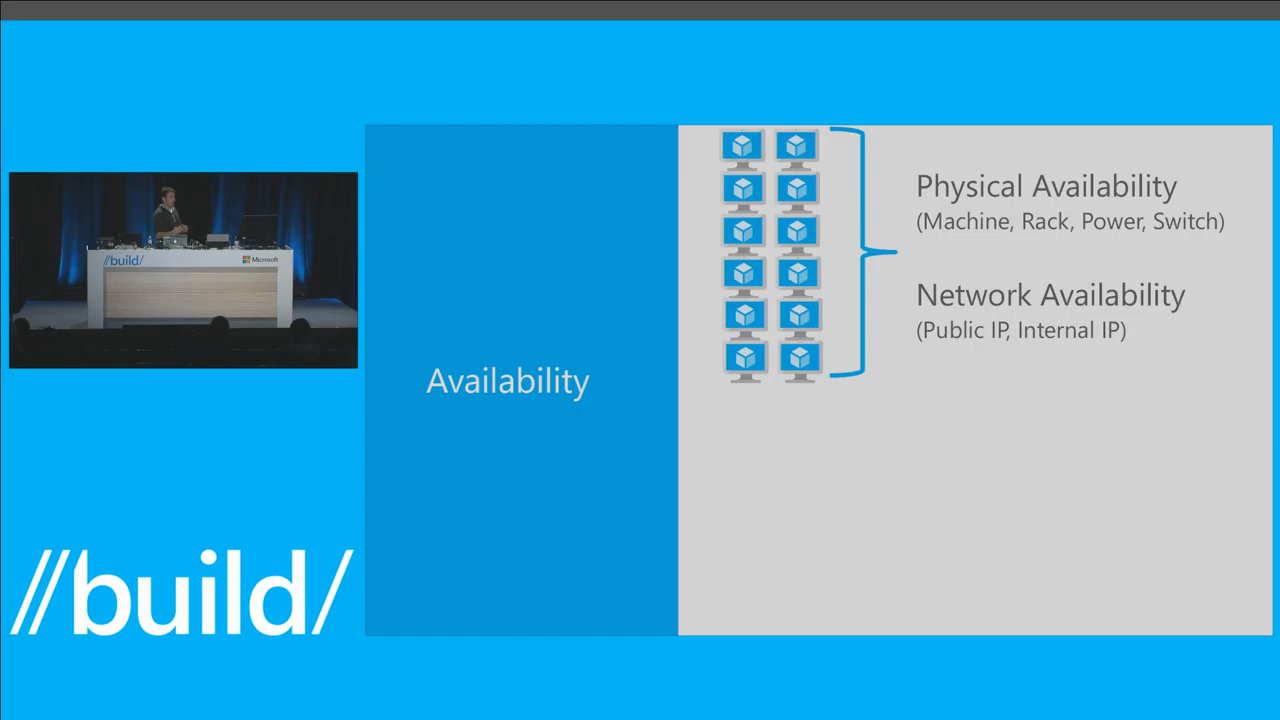 //build/
Microsoft
//build/
Availability
Physical Availability
(Machine, Rack, Power, Switch)
Network Availability
(Public IP, Internal IP)